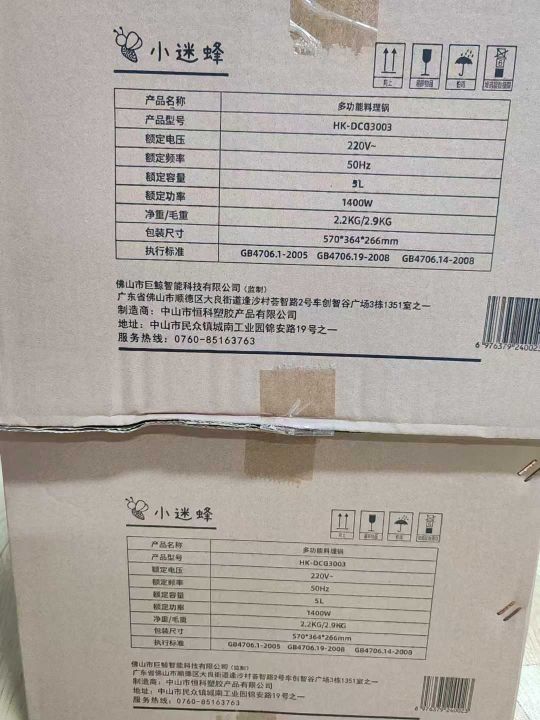 小迷蜂
向上 易碎物品 怕雨
产品名称 多功能料理锅
产品型号 HK-DCG3003
额定电压 220V~
额定频率 50Hz
额定容量 5L
额定功率 1400W
净重/毛重 2.2KG/2.9KG
包装尺寸 570*364*266mm
执行标准 GB4706.1-2005 GB4706.19-2008 GB4706.14-2008
佛山市巨鲸智能科技有限公司(监制)
广东省佛山市顺德区大良街道逢沙村荟智路2号车创智谷广场3栋1351室之一
制造商：中山市恒科塑胶产品有限公司
地址：中山市民众镇城南工业园锦安路19号之一
服务热线：0760-85163763
6 976379 240023
小迷蜂
产品名称 多功能料理锅
产品型号 HK-DCG3003
额定电压 220V~
额定频率 50Hz
额定容量 5L
额定功率 1400W
净重/毛重 2.2KG/2.9KG
包装尺寸 570*364*266mm
执行标准 GB4706.1-2005 GB4706.19-2008 GB4706.14-2008
佛山市巨鲸智能科技有限公司(监制)
广东省佛山市顺德区大良街道逢沙村荟智路2号车创智谷广场3栋1351室之一
制造商：中山市恒科塑胶产品有限公司
地址：中山市民众镇城南工业园锦安路19号之一
6 976379 240023